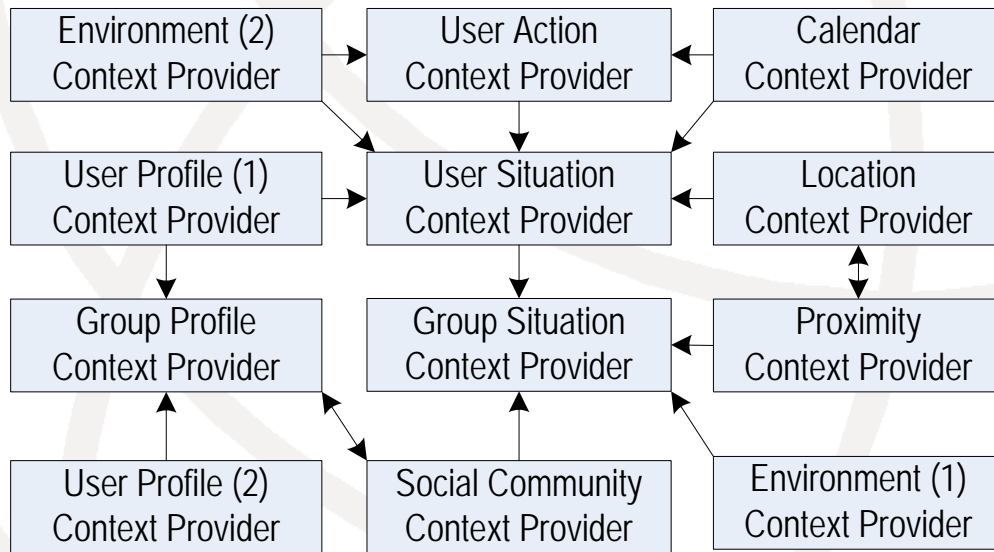 Environment (2)
Context Provider
User Action
Context Provider
Calendar
Context Provider
User Profile (1)
Context Provider
User Situation
Context Provider
Location
Context Provider
Group Profile
Context Provider
Group Situation
Context Provider
Proximity
Context Provider
User Profile (2)
Context Provider
Social Community
Context Provider
Environment (1)
Context Provider